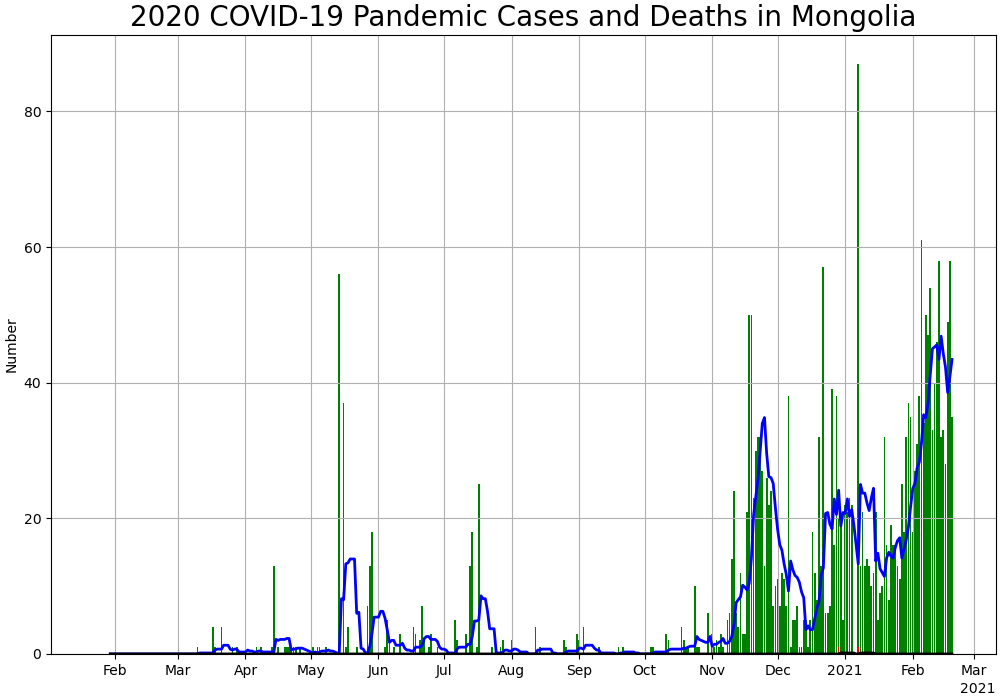 2020 COVID-19 Pandemic Cases and Deaths in Mongolia
Number
80
60
40
20
0
Feb Mar Apr May Jun Jul Aug Sep Oct Nov Dec 2021 Feb Mar
2021